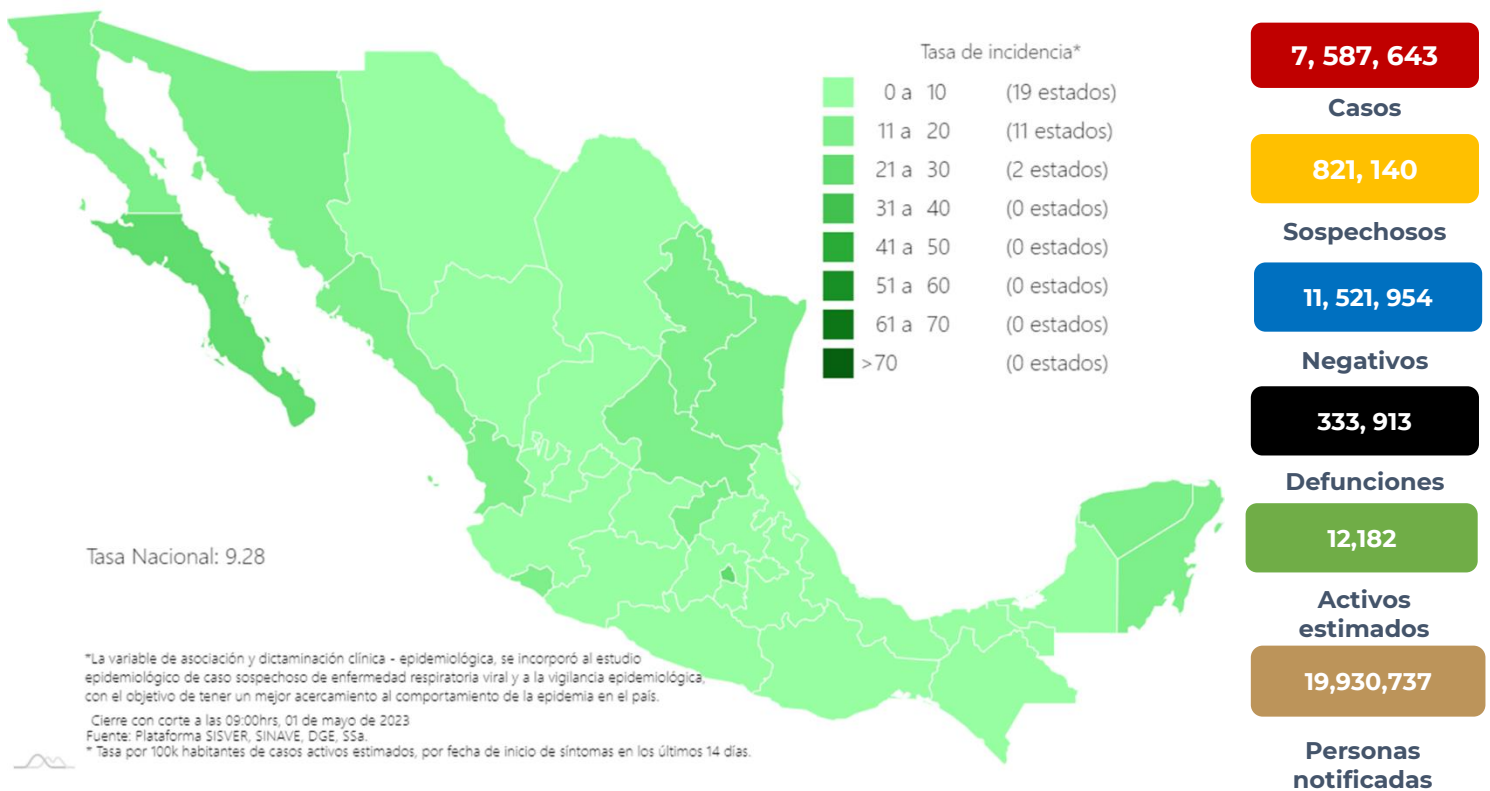 Tasa de incidencia*
0 a 10 (19 estados)
11 a 20 (11 estados)
21 a 30 (2 estados)
31 a 40 (0 estados)
41 a 50 (0 estados)
51 a 60 (0 estados)
61 a 70 (0 estados)
>70 (0 estados)
Tasa Nacional: 9.28
*La variable de asociación y dictaminación clínica - epidemiológica, se incorporó al estudio
epidemiológico de caso sospechoso de enfermedad respiratoria viral y a la vigilancia epidemiológica,
con el objetivo de tener un mejor acercamiento al comportamiento de la epidemia en el país.
Cierre con corte a las 09:00hrs, 01 de mayo de 2023
Fuente: Plataforma SISVER, SINAVE, DGE, SSa.
* Tasa por 100k habitantes de casos activos estimados, por fecha de inicio de síntomas en los últimos 14 días.
7, 587, 643
Casos
821, 140
Sospechosos
11, 521, 954
Negativos
333, 913
Defunciones
12,182
Activos
estimados
19,930,737
Personas
notificadas